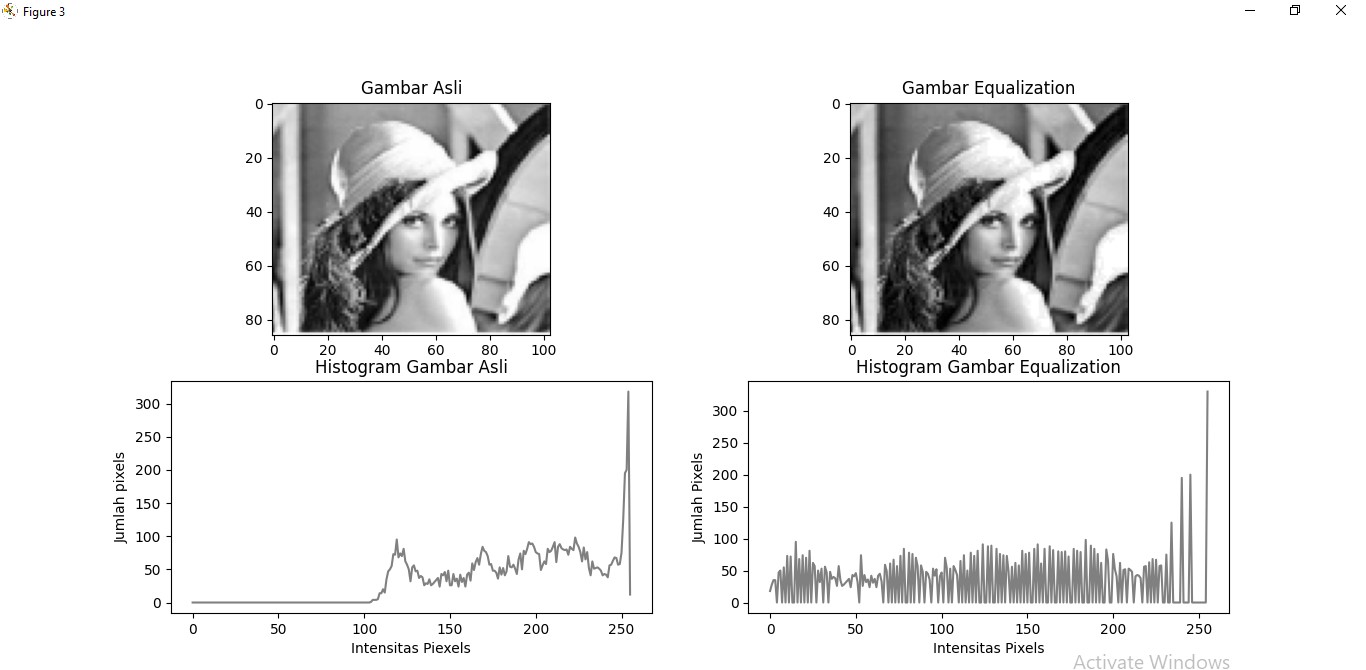 Figure 3
Gambar Asli
Gambar Equalization
0
20
40
60
80
0 20 40 60 80 100
0
20
40
60
80
0 20 40 60 80 100
Histogram Gambar Asli
Histogram Gambar Equalization
Jumlah pixels
300
250
200
150
100
50
0
0 50 100 150 200 250
Intensitas Piexels
Jumlah Pixels
300
250
200
150
100
50
0
0 50 100 150 200 250
Intensitas Pixels
Activate Windows